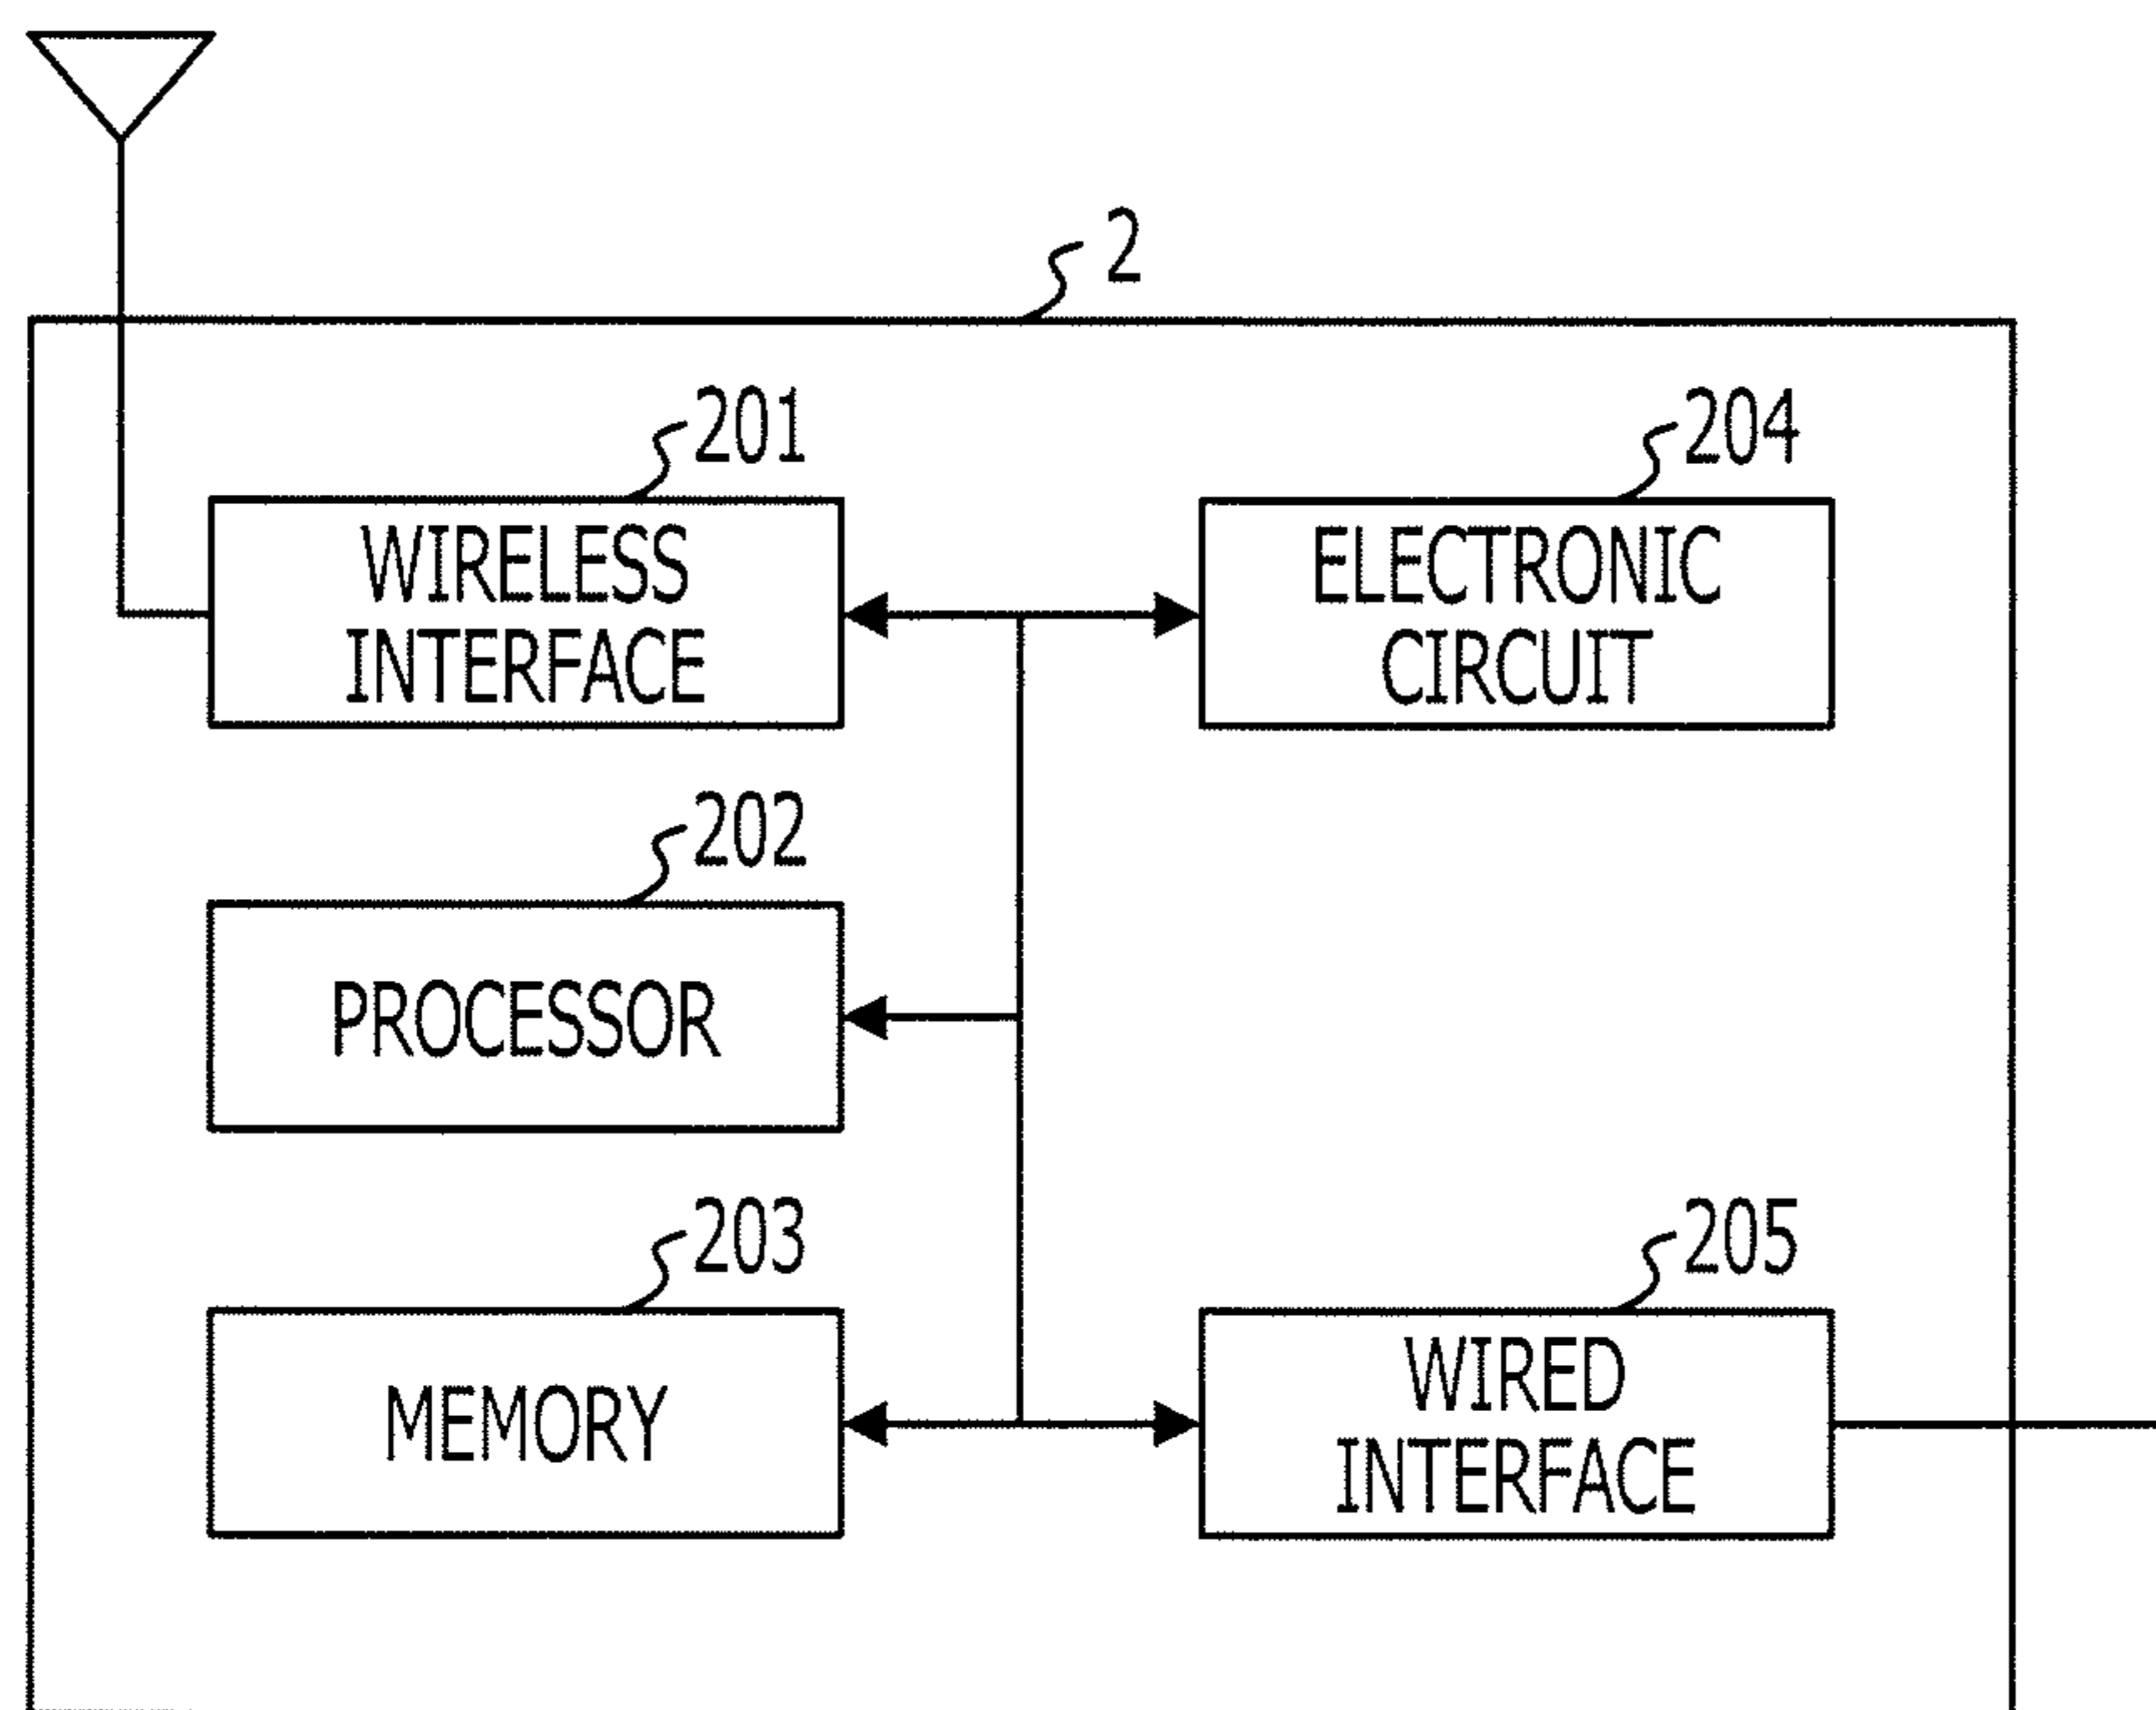 2
201
WIRELESS
INTERFACE
204
ELECTRONIC
CIRCUIT
202
PROCESSOR
203
MEMORY
205
WIRED
INTERFACE